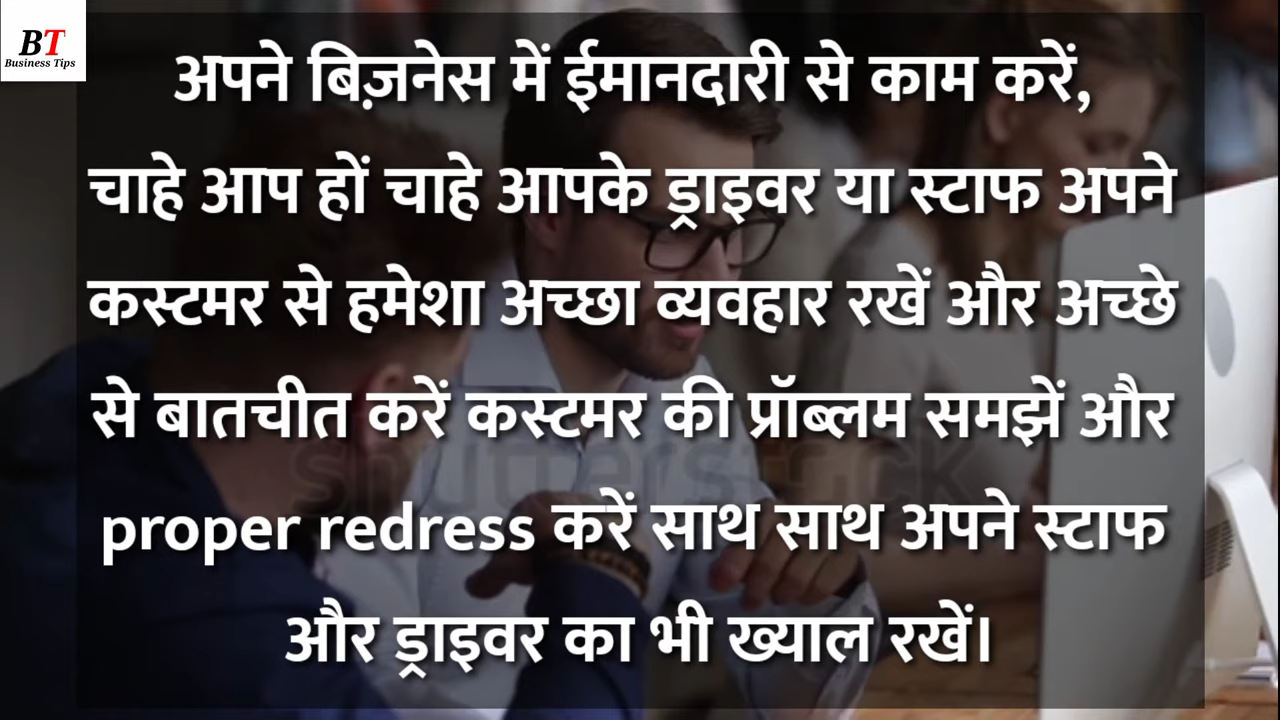 BT
Business Tips
अपने बिज़नेस में ईमानदारी से काम करें,
चाहे आप हों चाहे आपके ड्राइवर या स्टाफ अपने
कस्टमर से हमेशा अच्छा व्यवहार रखें और अच्छे
से बातचीत करें कस्टमर की प्रॉब्लम समझें और
shutterstock
proper redress करें साथ साथ अपने स्टाफ
और ड्राइवर का भी ख्याल रखें।